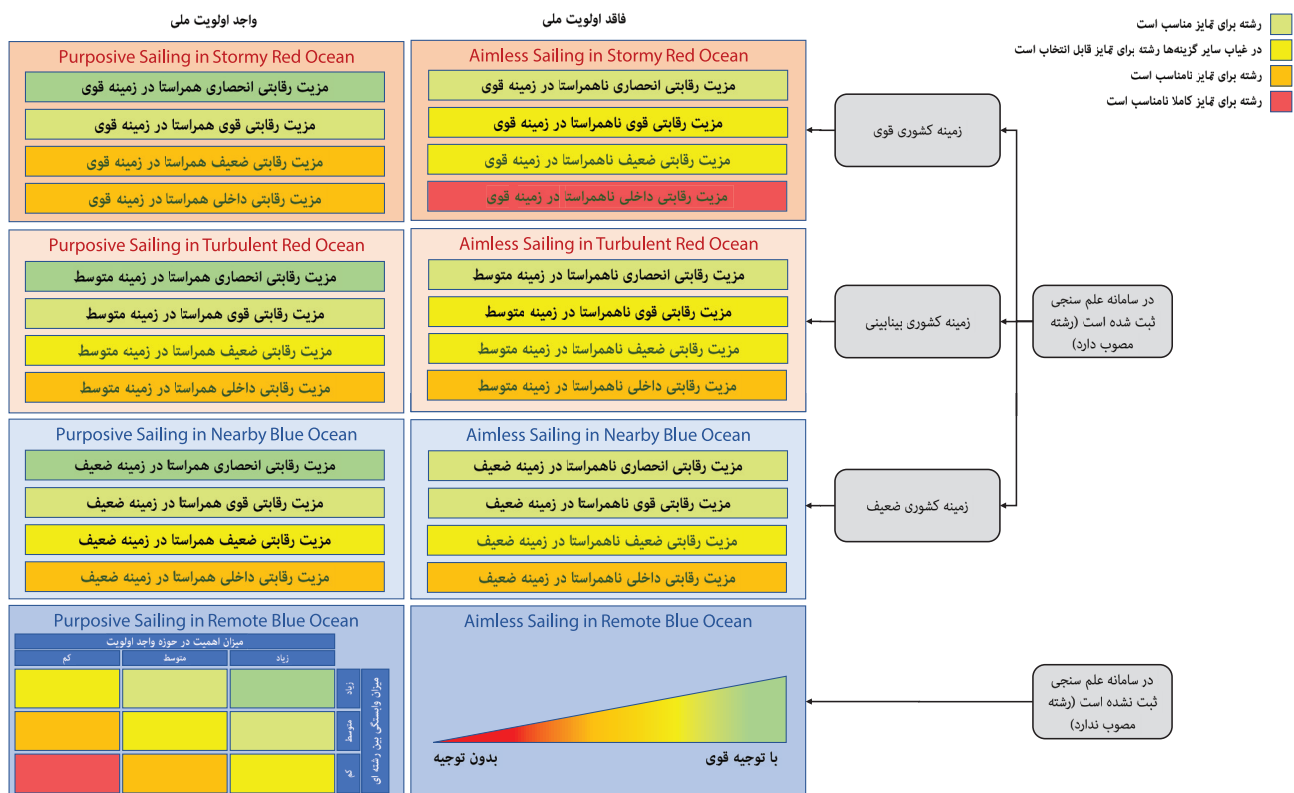 واجد اولویت ملی
فاقد اولویت ملی
رشته برای تمایز مناسب است
در غیاب سایر گزینه‌ها رشته برای تمایز قابل انتخاب است
رشته برای تمایز نامناسب است
رشته برای تمایز کاملا نامناسب است
Purposive Sailing in Stormy Red Ocean
مزیت رقابتی انحصاری همراستا در زمینه قوی
مزیت رقابتی قوی همراستا در زمینه قوی
مزیت رقابتی ضعیف همراستا در زمینه قوی
مزیت رقابتی داخلی همراستا در زمینه قوی
Aimless Sailing in Stormy Red Ocean
مزیت رقابتی انحصاری ناهمراستا در زمینه قوی
مزیت رقابتی قوی ناهمراستا در زمینه قوی
مزیت رقابتی ضعیف ناهمراستا در زمینه قوی
مزیت رقابتی داخلی ناهمراستا در زمینه قوی
زمینه کشوری قوی
Purposive Sailing in Turbulent Red Ocean
مزیت رقابتی انحصاری همراستا در زمینه متوسط
مزیت رقابتی قوی همراستا در زمینه متوسط
مزیت رقابتی ضعیف همراستا در زمینه متوسط
مزیت رقابتی داخلی همراستا در زمینه متوسط
Aimless Sailing in Turbulent Red Ocean
مزیت رقابتی انحصاری ناهمراستا در زمینه متوسط
مزیت رقابتی قوی ناهمراستا در زمینه متوسط
مزیت رقابتی ضعیف ناهمراستا در زمینه متوسط
مزیت رقابتی داخلی ناهمراستا در زمینه متوسط
زمینه کشوری بینابینی
در سامانه علم سنجی
ثبت شده است (رشته
مصوب دارد)
Purposive Sailing in Nearby Blue Ocean
مزیت رقابتی انحصاری همراستا در زمینه ضعیف
مزیت رقابتی قوی همراستا در زمینه ضعیف
مزیت رقابتی ضعیف همراستا در زمینه ضعیف
مزیت رقابتی داخلی همراستا در زمینه ضعیف
Aimless Sailing in Nearby Blue Ocean
مزیت رقابتی انحصاری ناهمراستا در زمینه ضعیف
مزیت رقابتی قوی ناهمراستا در زمینه ضعیف
مزیت رقابتی ضعیف ناهمراستا در زمینه ضعیف
مزیت رقابتی داخلی ناهمراستا در زمینه ضعیف
زمینه کشوری ضعیف
Purposive Sailing in Remote Blue Ocean
میزان اهمیت در حوزه واجد اولویت
زیاد
متوسط
کم
میزان وابستگی بین رشته ای
زیاد
متوسط
کم
Aimless Sailing in Remote Blue Ocean
با توجیه قوی
بدون توجیه
در سامانه علم سنجی
ثبت نشده است (رشته
مصوب ندارد)